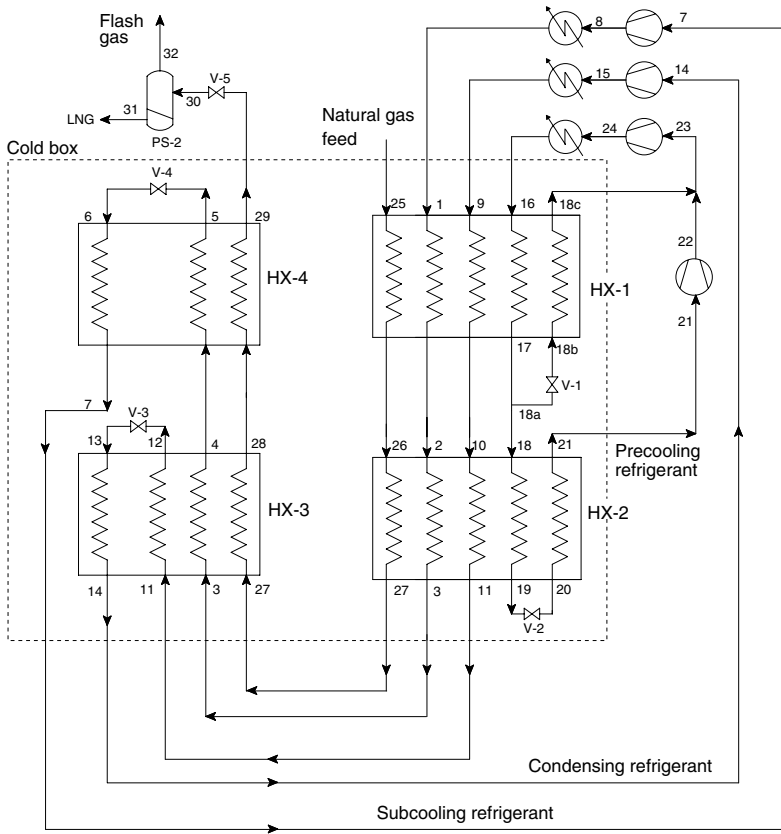 Flash
gas
32
V-5
31
30
LNG
PS-2
8
7
15
14
Natural gas
feed
24
23
Cold box
V-4
6
5
29
25
1
9
16
18c
HX-4
HX-1
22
21
17
18b
V-1
18a
7
V-3
13
12
4
28
26
2
10
18
21
Precooling
refrigerant
HX-3
HX-2
14
11
3
27
27
3
11
19
20
V-2
Condensing refrigerant
Subcooling refrigerant